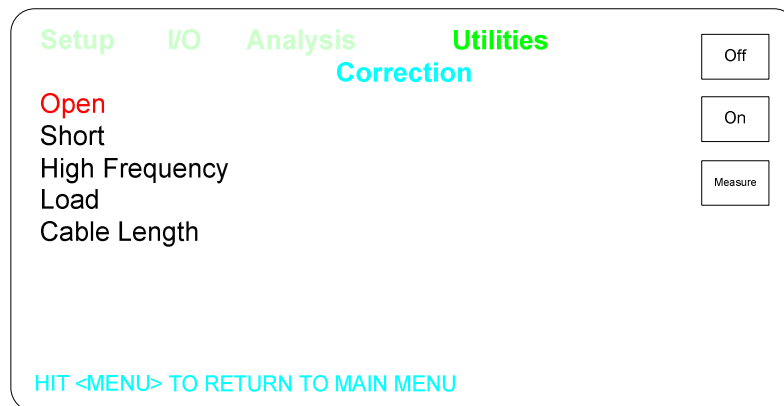 Setup I/O Analysis Utilities
Correction
Open
Short
High Frequency
Load
Cable Length
Off
On
Measure
HIT <MENU> TO RETURN TO MAIN MENU